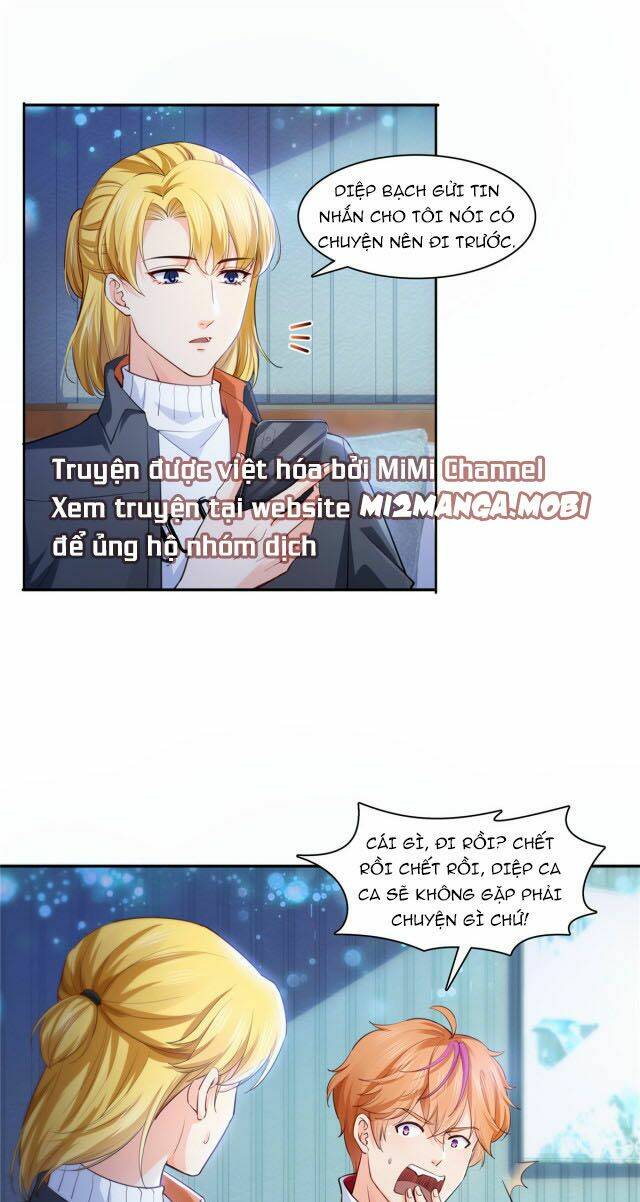 DIỆP BẠCH GỬI TIN
NHẮN CHO TÔI NÓI CÓ
CHUYỆN NÊN ĐI TRƯỚC.
Truyện được việt hóa bởi MiMi Channel
Xem truyện tại website MI2MANGA.MOBI
để ủng hộ nhóm dịch
CÁI GÌ, ĐI RỒI? CHẾT
RỒI CHẾT RỒI, DIỆP CA
CA SẼ KHÔNG GẶP PHẢI
CHUYỆN GÌ CHỨ!